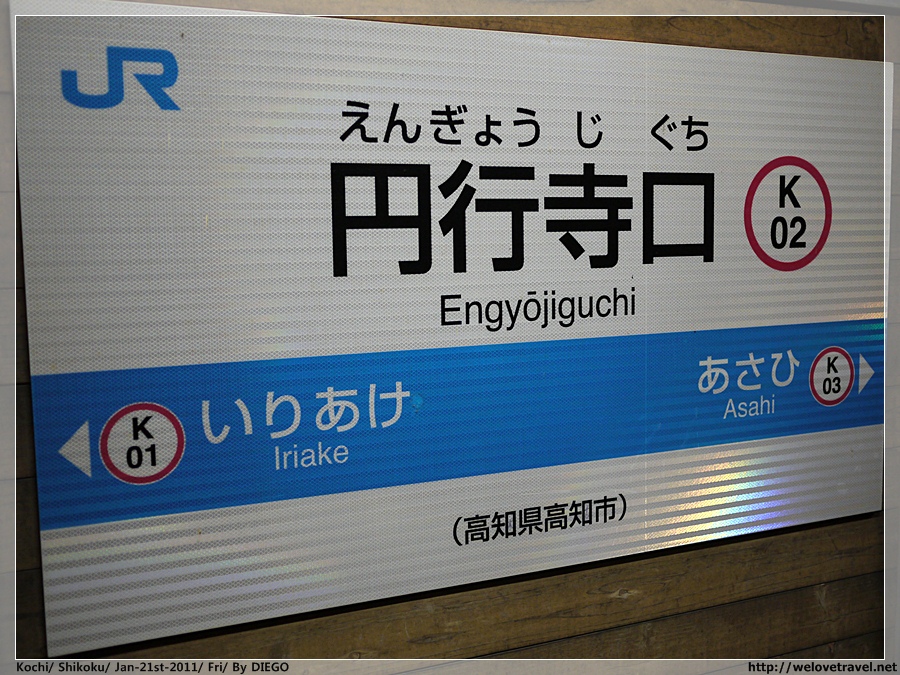 JR
えんぎょう じ ぐち
円行寺口
K
02
Engyōjiguchi
K
01
いりあけ
Iriake
あさひ
Asahi
K
03
(高知県高知市)
Kochi/ Shikoku/ Jan-21st-2011/ Fri/ By DIEGO
http://welovetravel.net